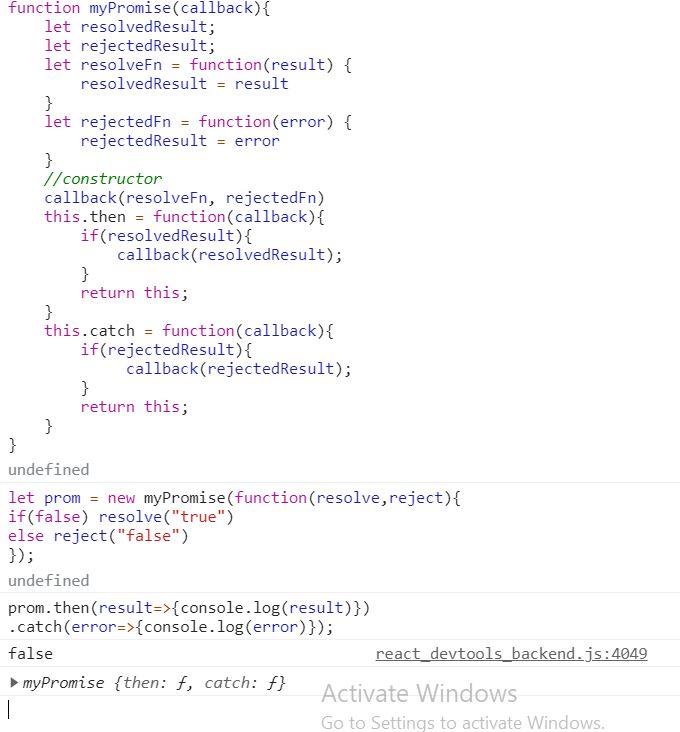 function myPromise(callback){
    let resolvedResult;
    let rejectedResult;
    let resolveFn = function(result) {
        resolvedResult = result
    }
    let rejectedFn = function(error) {
        rejectedResult = error
    }
    //constructor
    callback(resolveFn, rejectedFn)
    this.then = function(callback){
        if(resolvedResult){
            callback(resolvedResult);
        }
        return this;
    }
    this.catch = function(callback){
        if(rejectedResult){
             callback(rejectedResult);
        }
        return this;
    }
}
undefined
let prom = new myPromise(function(resolve,reject){
if(false) resolve("true")
else reject("false")
});
undefined
prom.then(result=>{console.log(result)})
.catch(error=>{console.log(error)});
false react_devtools_backend.js:4049
myPromise {then: ƒ, catch: ƒ}
Activate Windows
Go to Settings to activate Windows.